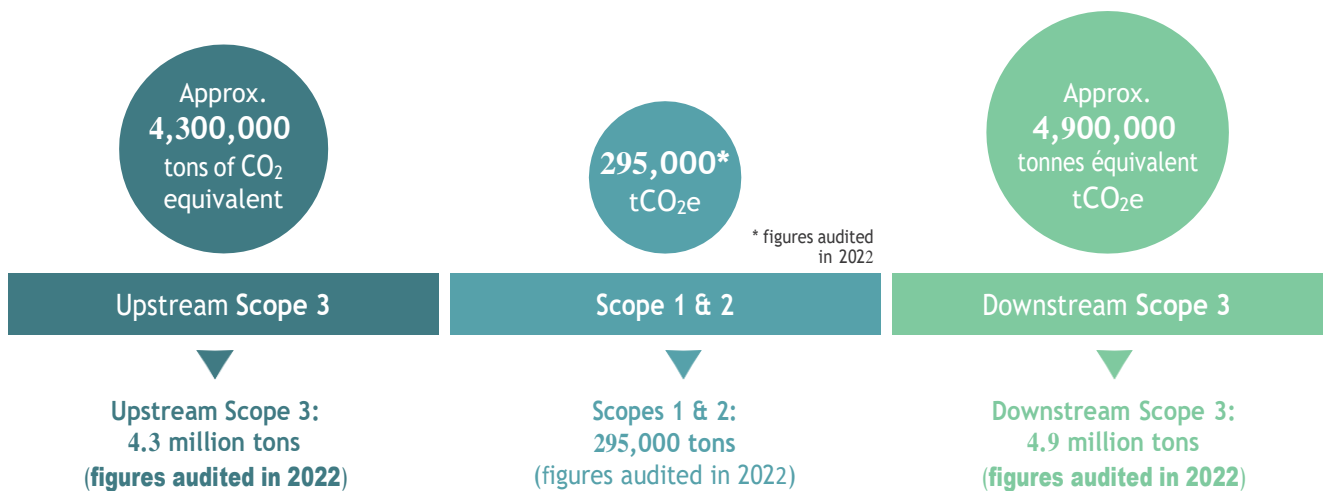 Approx.
4,300,000
tons of CO₂
equivalent
295,000*
tCO₂e
* figures audited
in 2022
Approx.
4,900,000
tonnes équivalent
tCO₂e
Upstream Scope 3
Scope 1 & 2
Downstream Scope 3
Upstream Scope 3:
4.3 million tons
(figures audited in 2022)
Scopes 1 & 2:
295,000 tons
(figures audited in 2022)
Downstream Scope 3:
4.9 million tons
(figures audited in 2022)